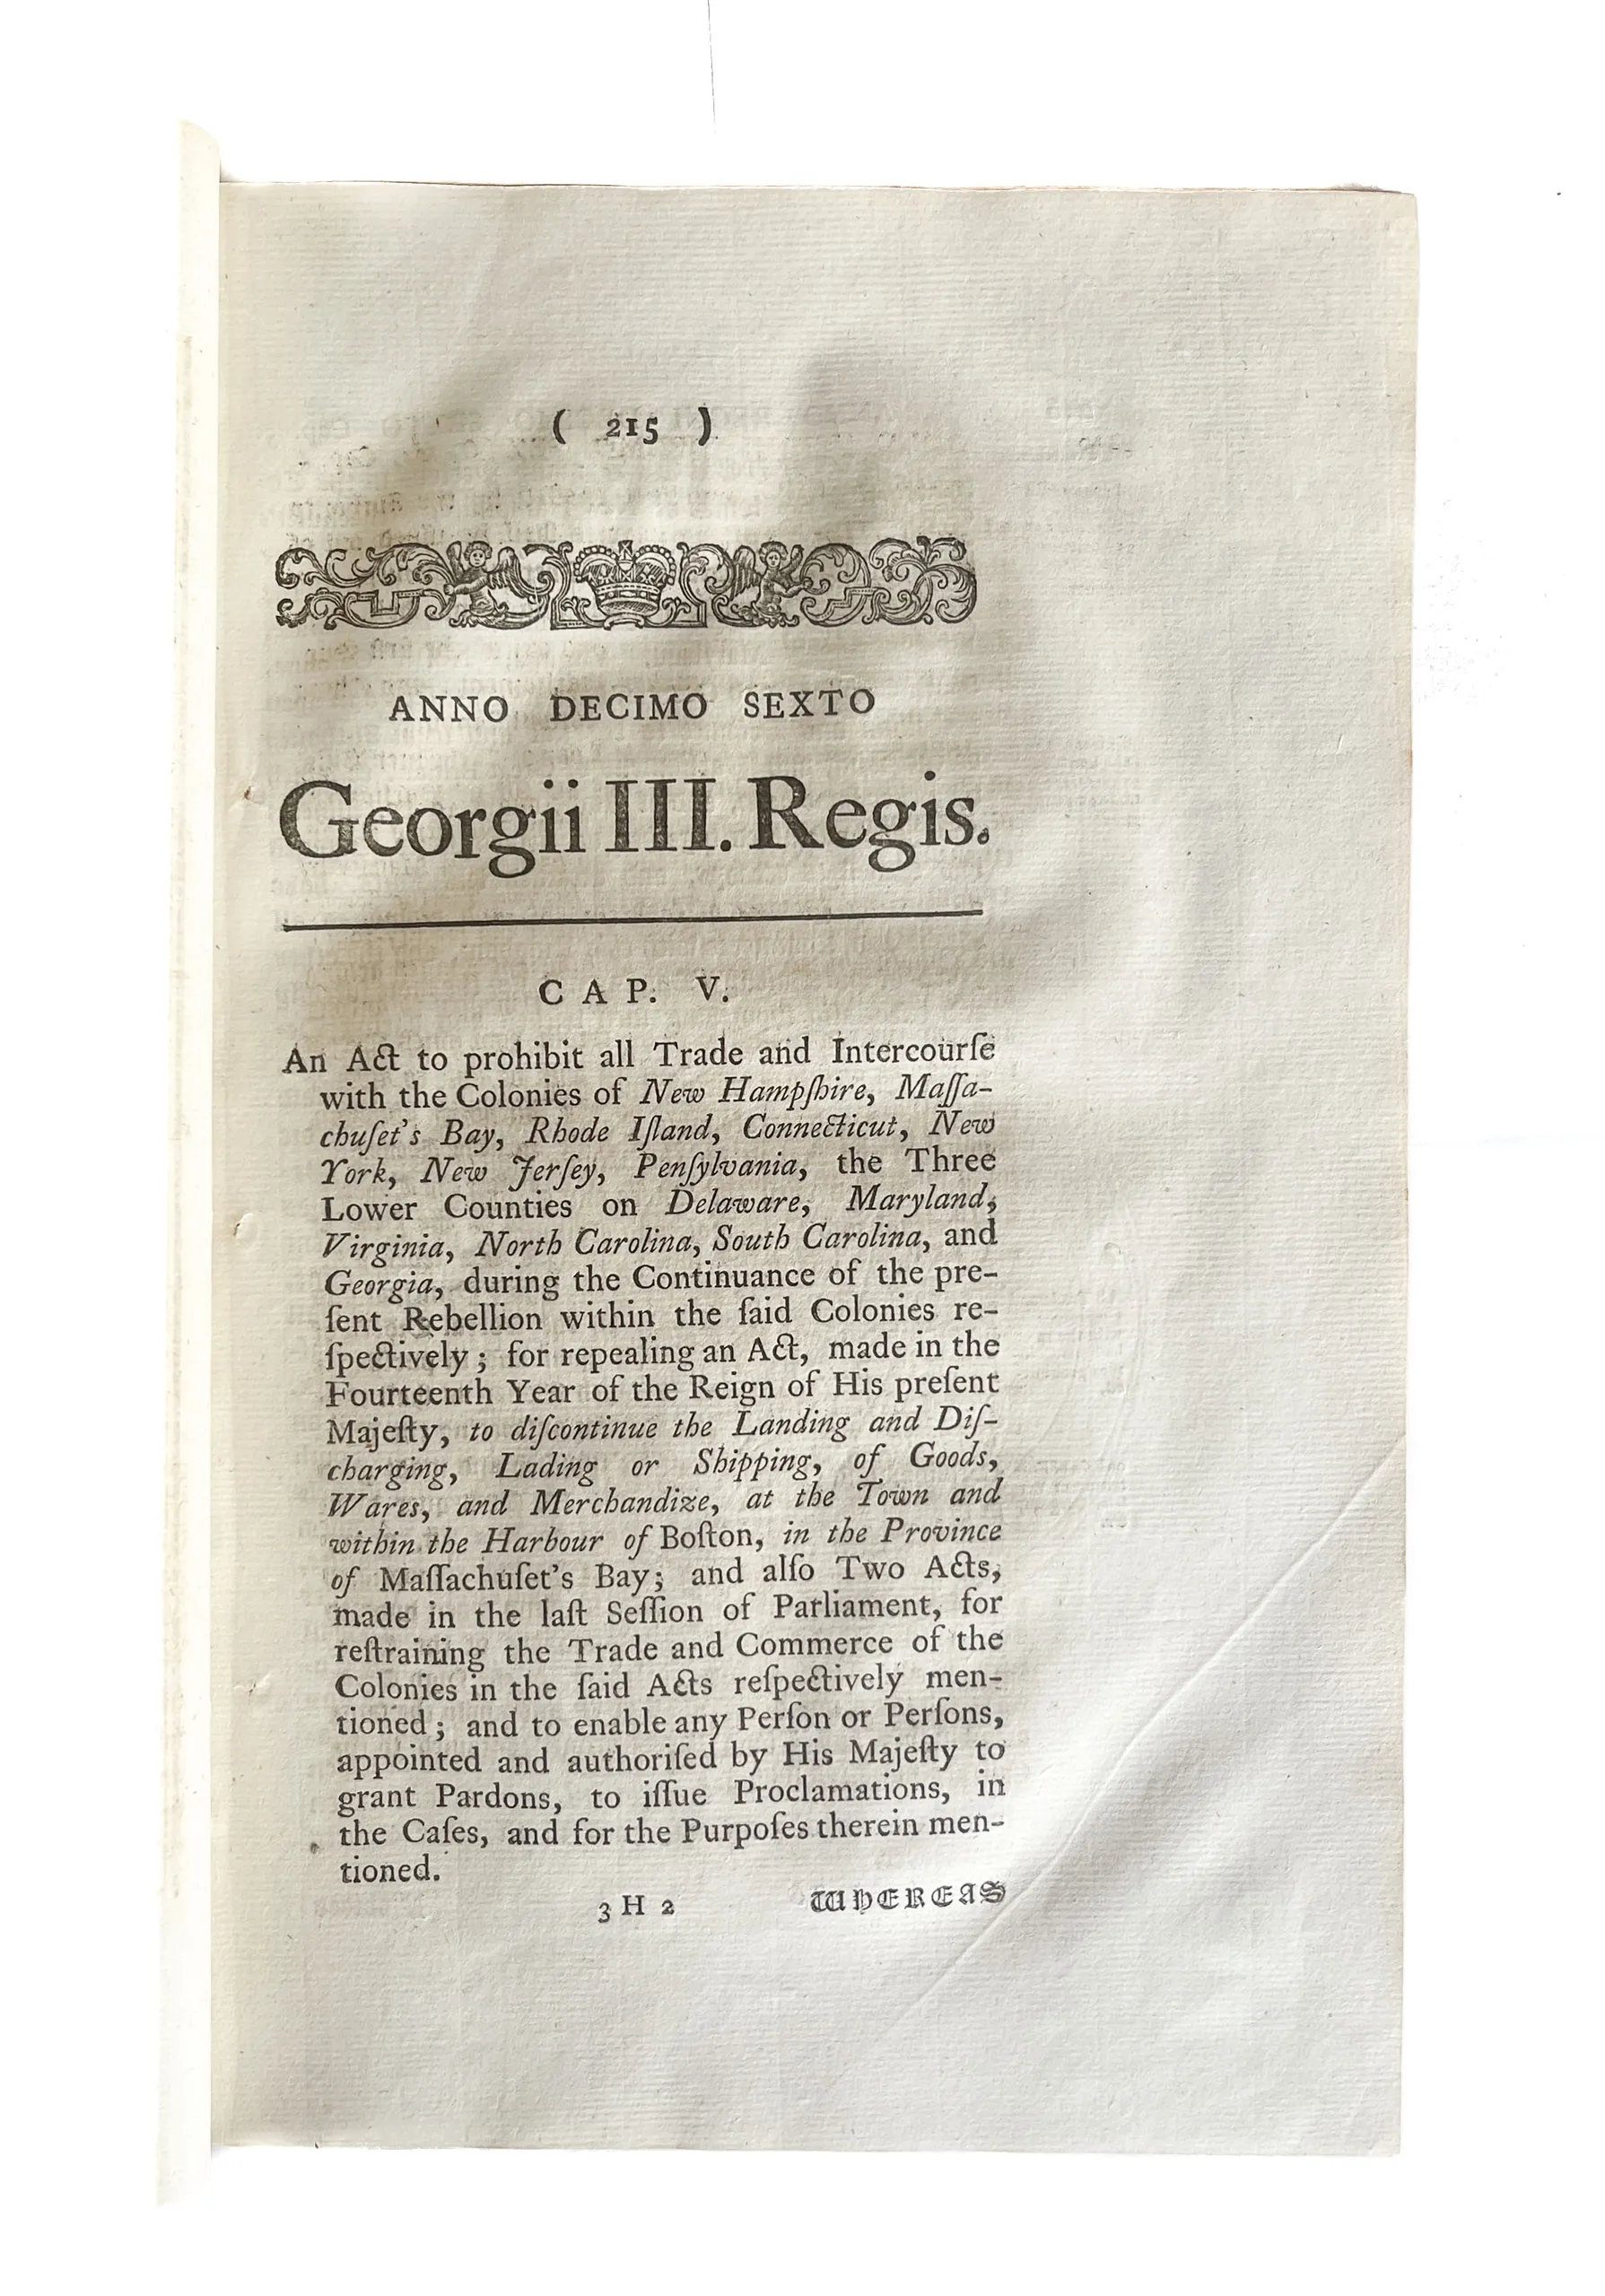 ( 215 )
ANNO DECIMO SEXTO
Georgii III. Regis.
CAP. V.
An Act to prohibit all Trade and Intercourſe
with the Colonies of New Hampſhire, Maſſa-
chuſet's Bay, Rhode Iſland, Connecticut, New
York, New Jerſey, Penſylvania, the Three
Lower Counties on Delaware, Maryland,
Virginia, North Carolina, South Carolina, and
Georgia, during the Continuance of the pre-
ſent Rebellion within the ſaid Colonies re-
ſpectively; for repealing an Act, made in the
Fourteenth Year of the Reign of His preſent
Majeſty, to diſcontinue the Landing and Diſ-
charging, Lading or Shipping, of Goods,
Wares, and Merchandize, at the Town and
within the Harbour of Boſton, in the Province
of Maſſachuſet's Bay; and alſo Two Acts,
made in the laſt Seſſion of Parliament, for
reſtraining the Trade and Commerce of the
Colonies in the ſaid Acts reſpectively men-
tioned; and to enable any Perſon or Perſons,
appointed and authoriſed by His Majeſty to
grant Pardons, to iſſue Proclamations, in
the Caſes, and for the Purpoſes therein men-
tioned.
3 H 2 WHEREAS